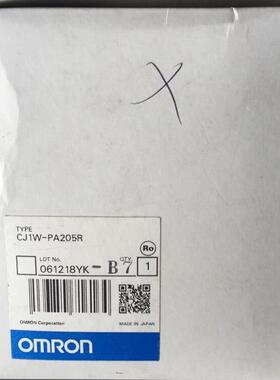 X
TYPE
CJ1W-PA205R
Ro
LOT No.
QTY
061218YK-B7
1
OMRON Corporation
MADE IN JAPAN
OMRON